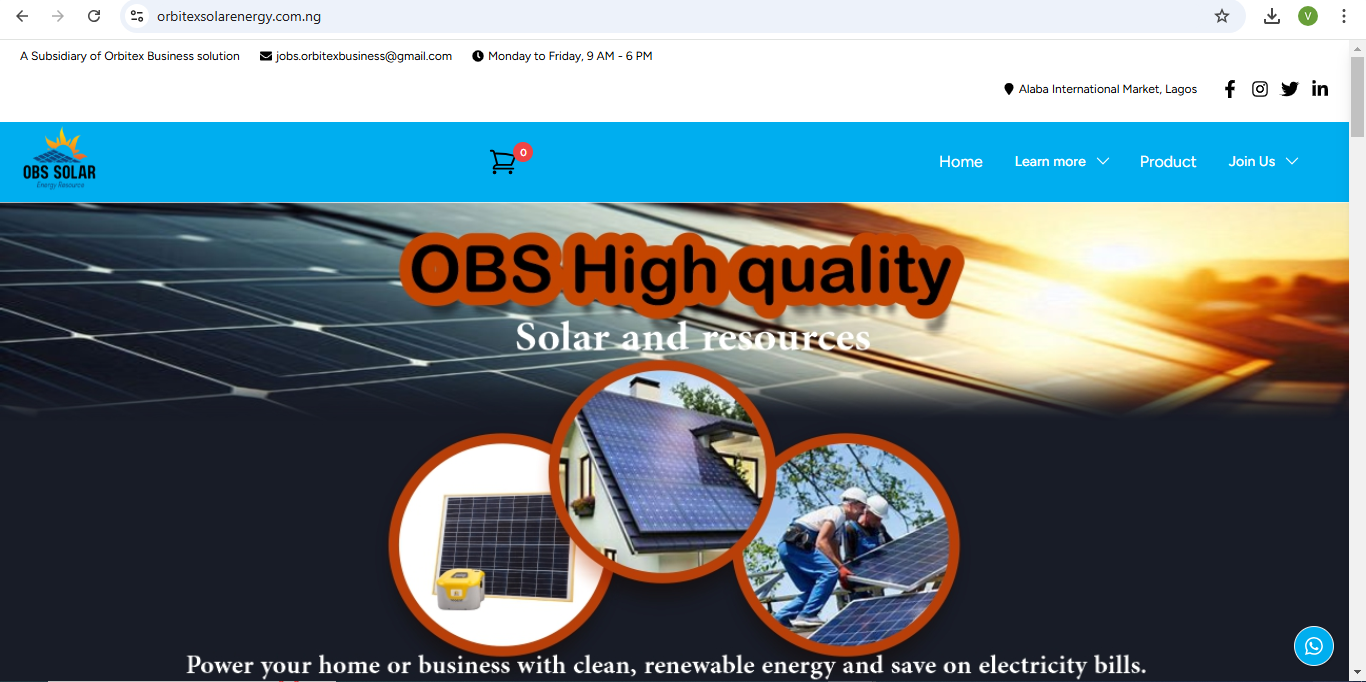 orbitexsolarenergy.com.ng
V
A Subsidiary of Orbitex Business solution jobs.orbitexbusiness@gmail.com Monday to Friday, 9 AM - 6 PM
Alaba International Market, Lagos
OBS SOLAR
Energy Resource
0
Home Learn more Product Join Us
OBS High quality
Solar and resources
Power your home or business with clean, renewable energy and save on electricity bills.